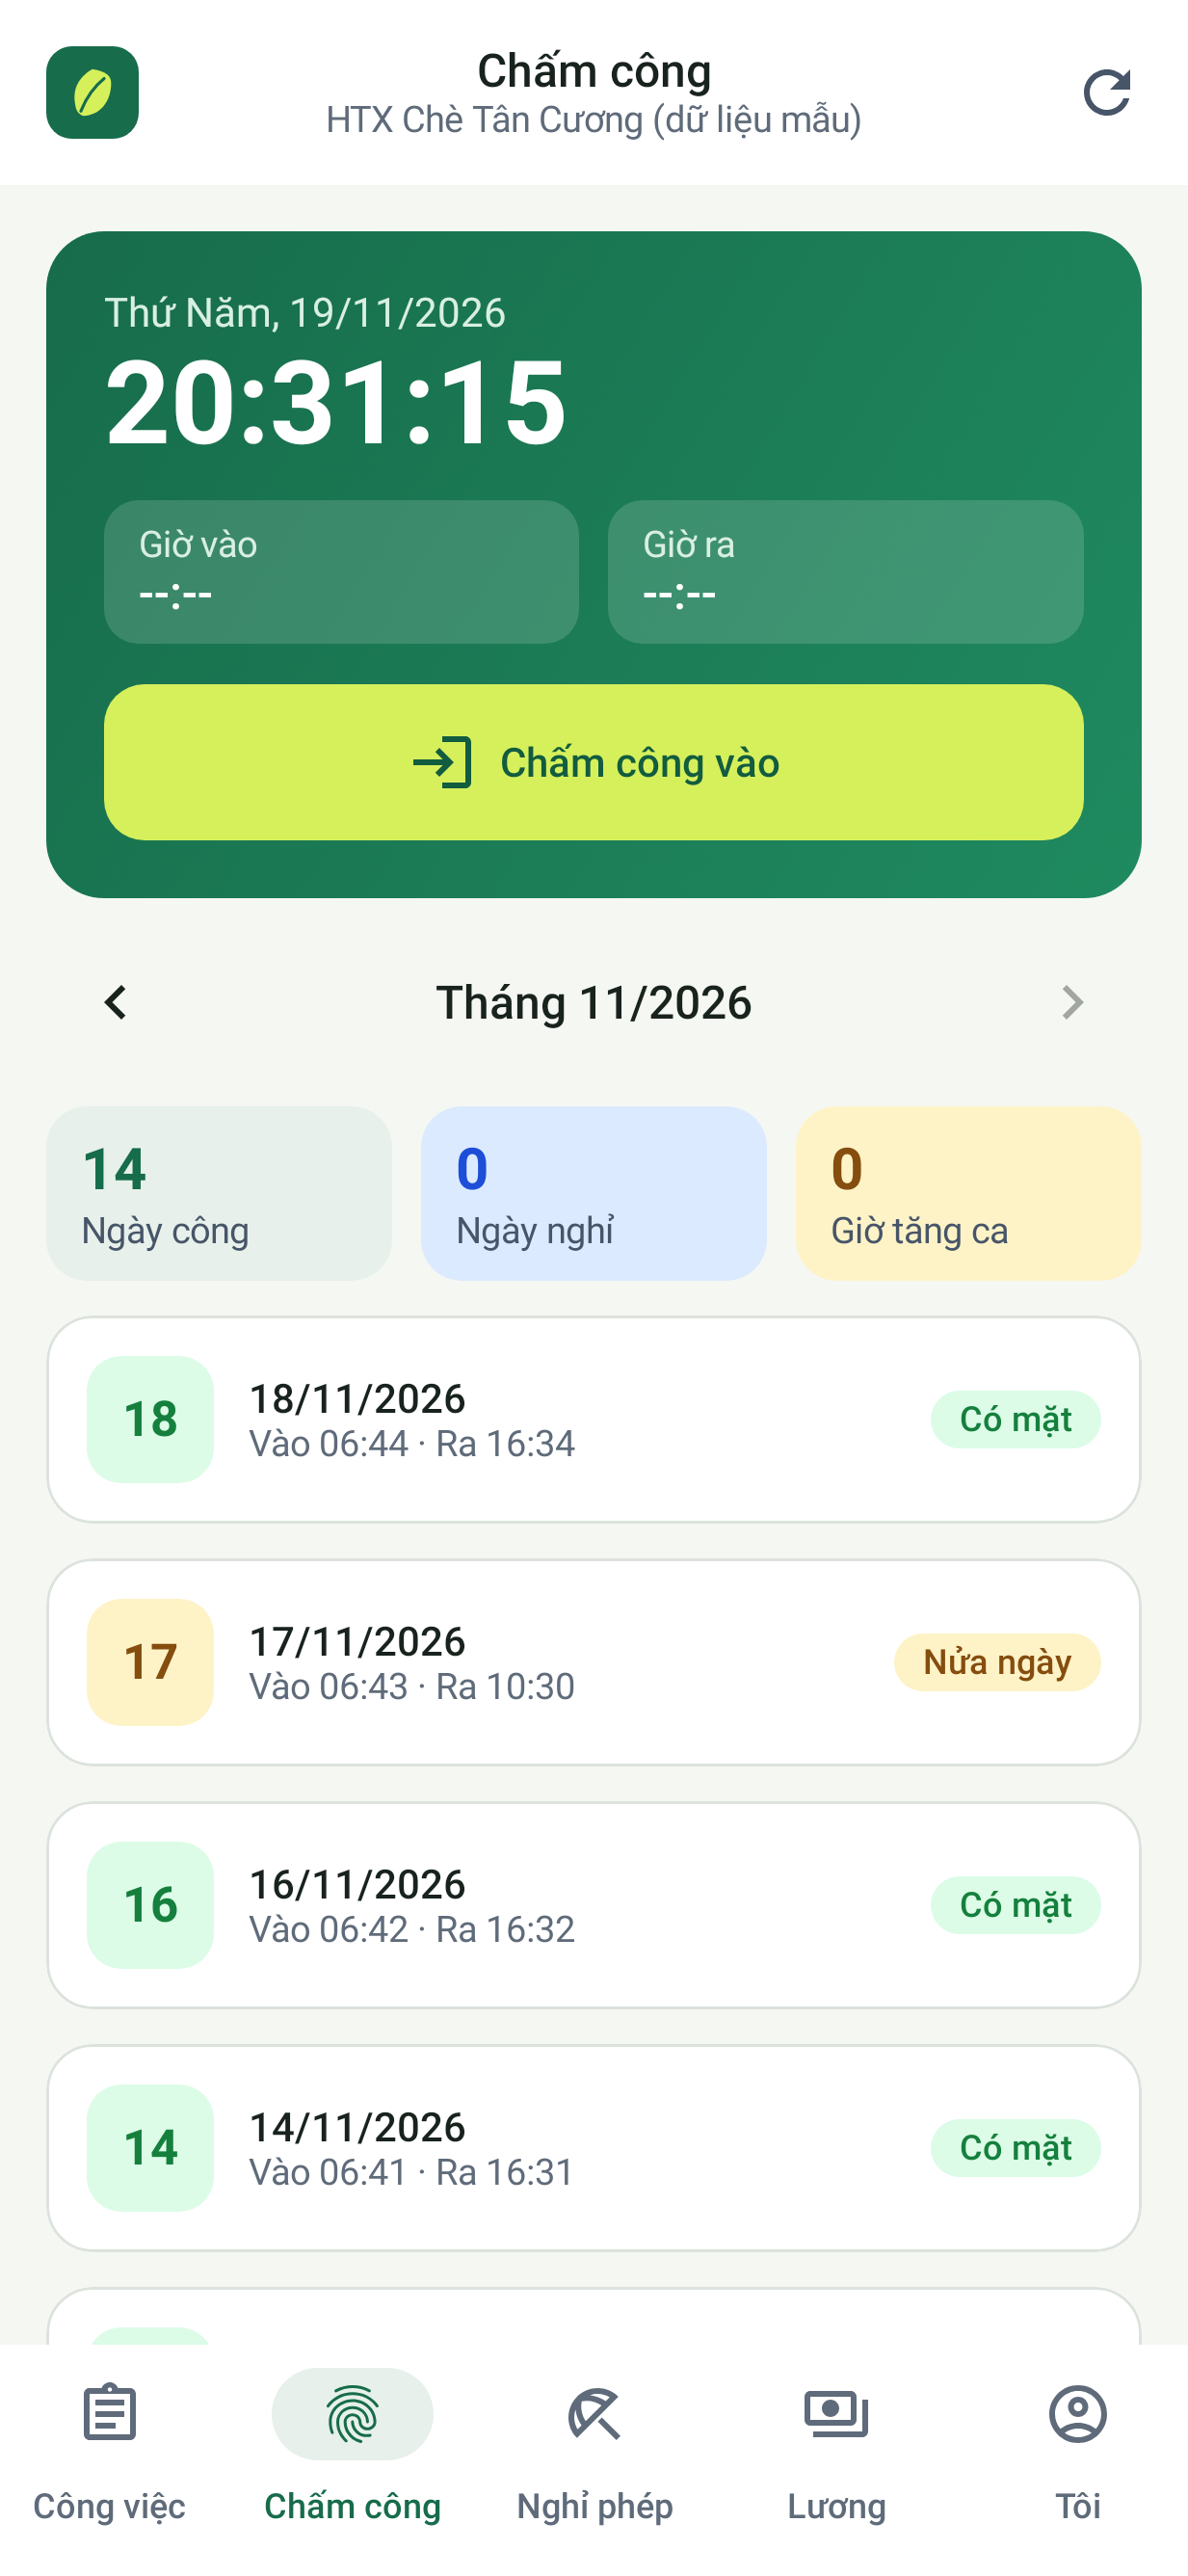 Chấm công
HTX Chè Tân Cương (dữ liệu mẫu)
Thứ Năm, 19/11/2026
20:31:15
Giờ vào
--:--
Giờ ra
--:--
Chấm công vào
Tháng 11/2026
14
Ngày công
0
Ngày nghỉ
0
Giờ tăng ca
18
18/11/2026
Vào 06:44 · Ra 16:34
Có mặt
17
17/11/2026
Vào 06:43 · Ra 10:30
Nửa ngày
16
16/11/2026
Vào 06:42 · Ra 16:32
Có mặt
14
14/11/2026
Vào 06:41 · Ra 16:31
Có mặt
Công việc
Chấm công
Nghỉ phép
Lương
Tôi